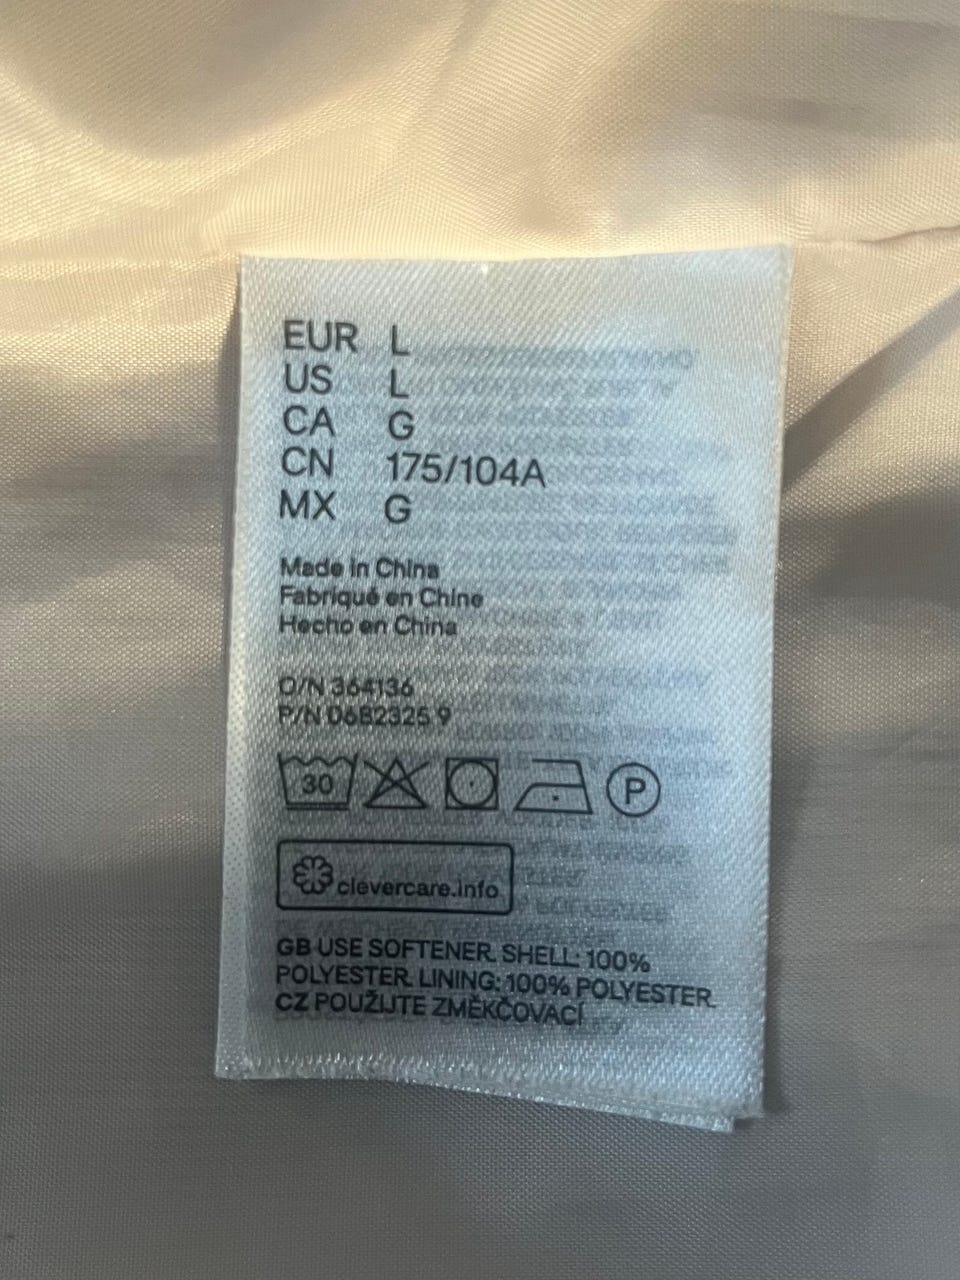 EUR L
US L
CA G
CN 175/104A
MX G
Made in China
Fabriqué en Chine
Hecho en China
O/N 364136
P/N 0682325 9
30
P
clevercare.info
GB USE SOFTENER. SHELL: 100%
POLYESTER. LINING: 100% POLYESTER.
CZ POUŽIJTE ZMĚKČOVACÍ